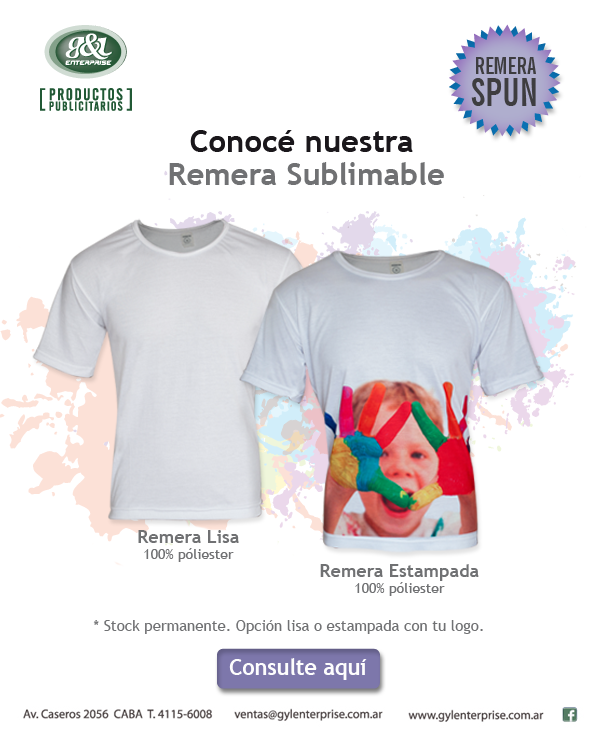 g&l
ENTERPRISE
[PRODUCTOS
PUBLICITARIOS]
REMERA
SPUN
Conocé nuestra
Remera Sublimable
Remera Lisa
100% póliester
Remera Estampada
100% póliester
* Stock permanente. Opción lisa o estampada con tu logo.
Consulte aquí
Av. Caseros 2056 CABA T. 4115-6008 ventas@gylenterprise.com.ar www.gylenterprise.com.ar f